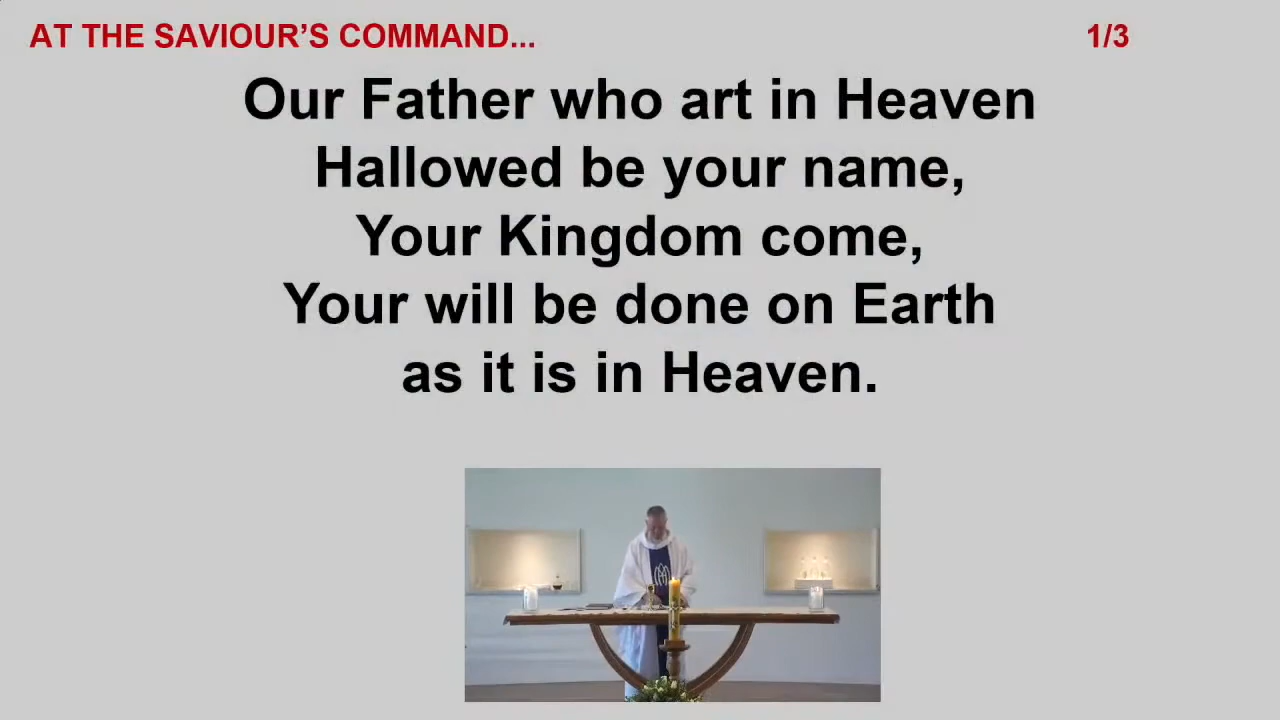 AT THE SAVIOUR’S COMMAND... 1/3
Our Father who art in Heaven
Hallowed be your name,
Your Kingdom come,
Your will be done on Earth
as it is in Heaven.